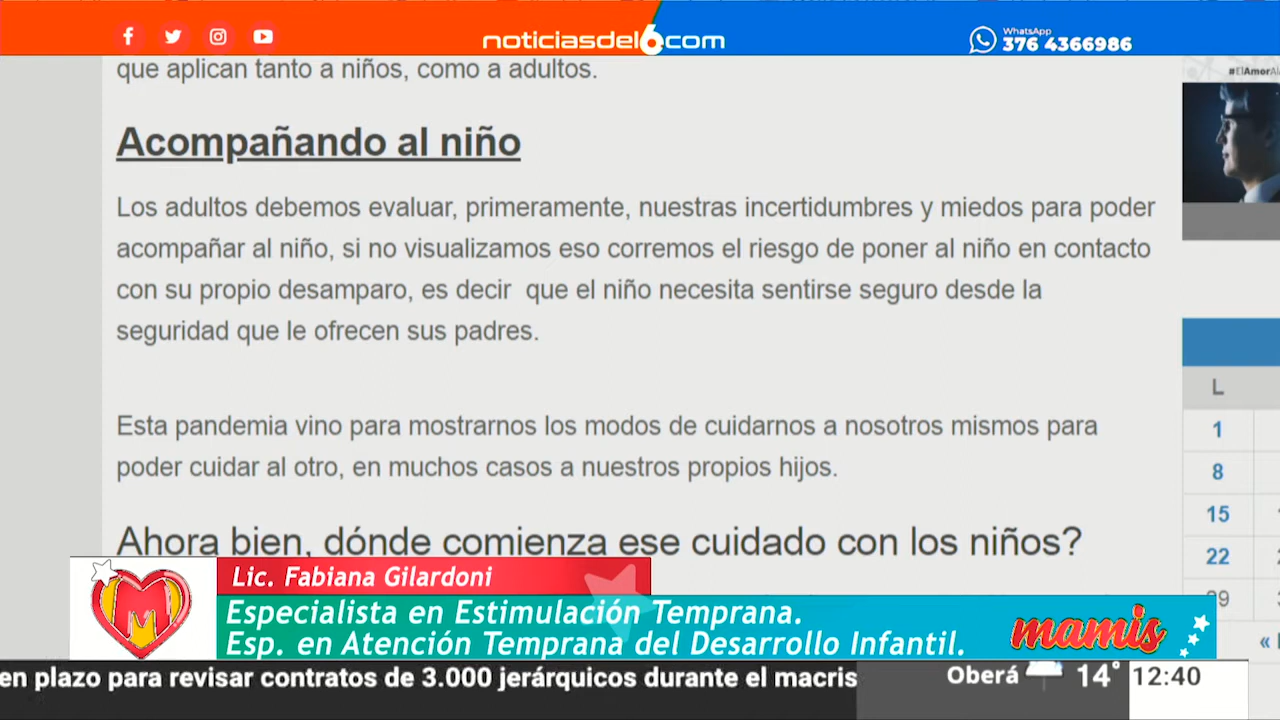 noticiasdel6.com
WhatsApp
376 4366986
que aplican tanto a niños, como a adultos.
#ElAmorAl
Acompañando al niño
Los adultos debemos evaluar, primeramente, nuestras incertidumbres y miedos para poder
acompañar al niño, si no visualizamos eso corremos el riesgo de poner al niño en contacto
con su propio desamparo, es decir que el niño necesita sentirse seguro desde la
seguridad que le ofrecen sus padres.
L
1
8
15
22
29
Esta pandemia vino para mostrarnos los modos de cuidarnos a nosotros mismos para
poder cuidar al otro, en muchos casos a nuestros propios hijos.
Ahora bien, dónde comienza ese cuidado con los niños?
M
Lic. Fabiana Gilardoni
Especialista en Estimulación Temprana.
Esp. en Atención Temprana del Desarrollo Infantil.
mamis
en plazo para revisar contratos de 3.000 jerárquicos durante el macris
Oberá 14° 12:40